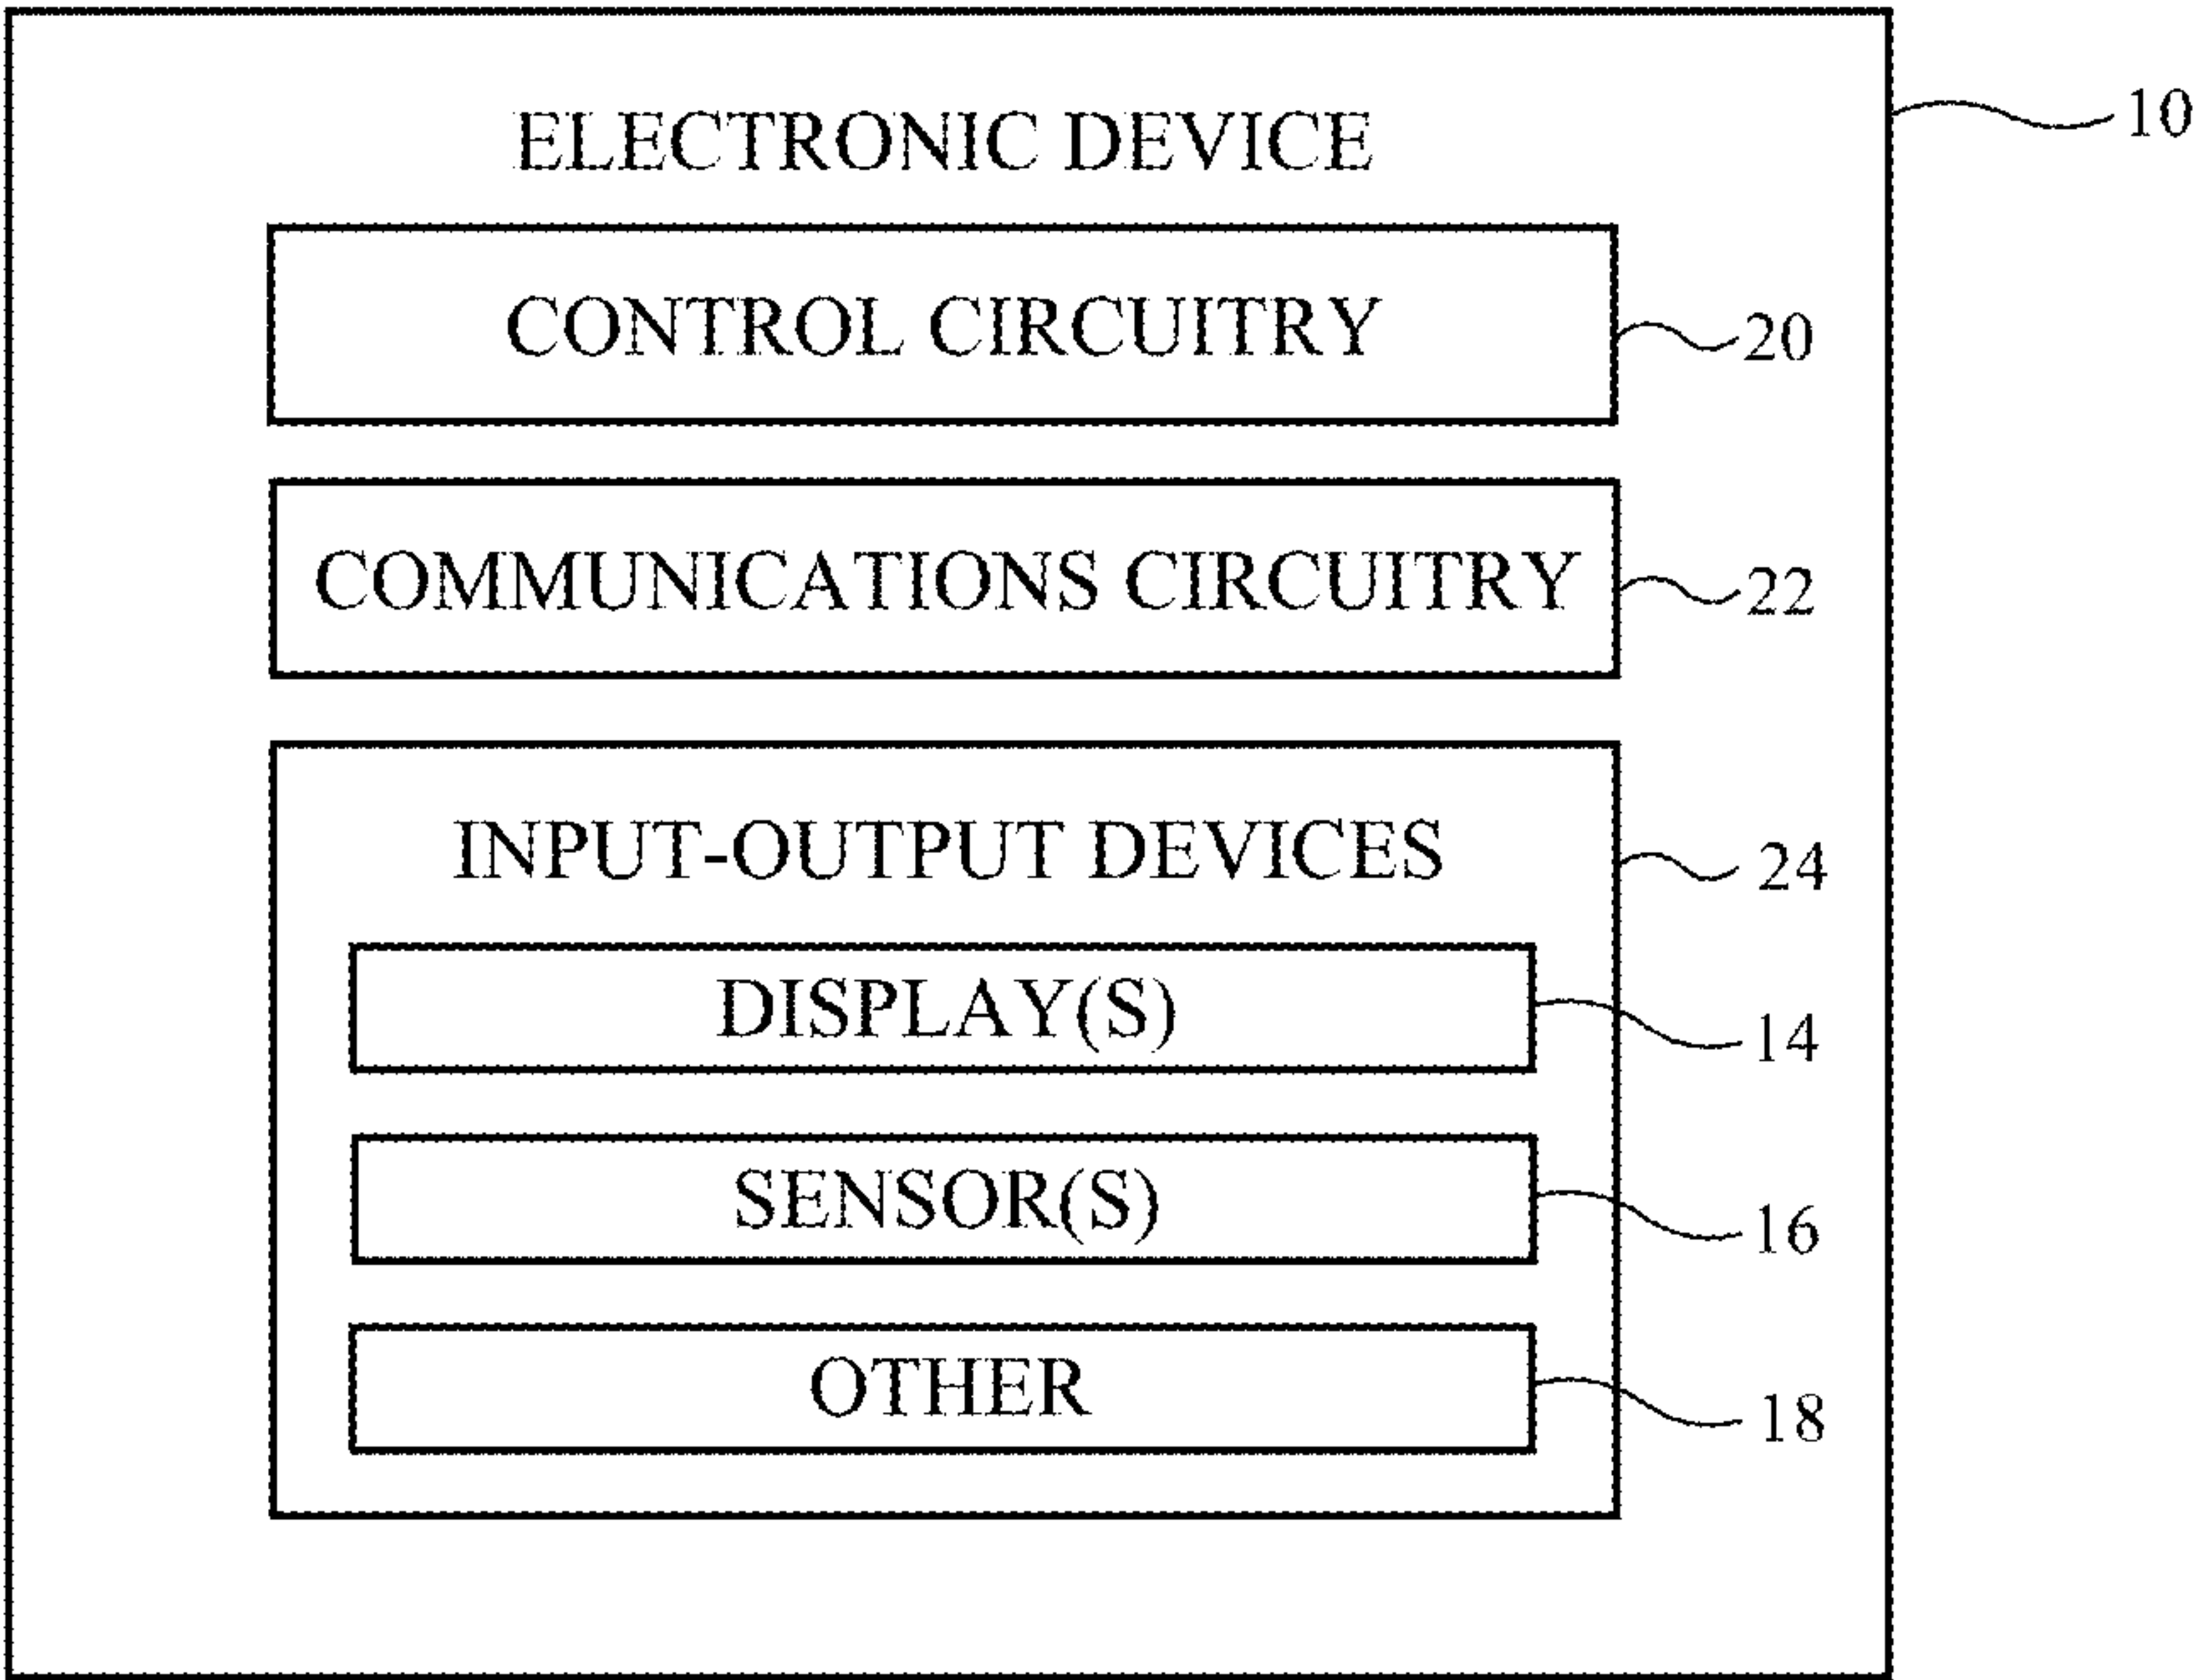 ELECTRONIC DEVICE
10
CONTROL CIRCUITRY
20
COMMUNICATIONS CIRCUITRY
22
INPUT-OUTPUT DEVICES
24
DISPLAY(S)
14
SENSOR(S)
16
OTHER
18